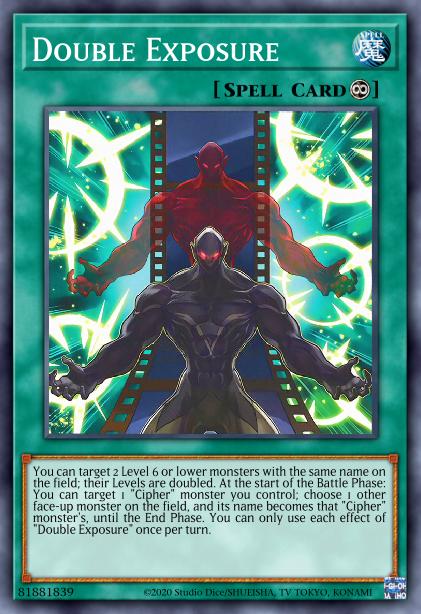 DOUBLE EXPOSURE
SPELL
魔
[SPELL CARD]
You can target 2 Level 6 or lower monsters with the same name on
the field; their Levels are doubled. At the start of the Battle Phase:
You can target 1 "Cipher" monster you control; choose 1 other
face-up monster on the field, and its name becomes that "Cipher"
monster's, until the End Phase. You can only use each effect of
"Double Exposure" once per turn.
81881839
©2020 Studio Dice/SHUEISHA, TV TOKYO, KONAMI